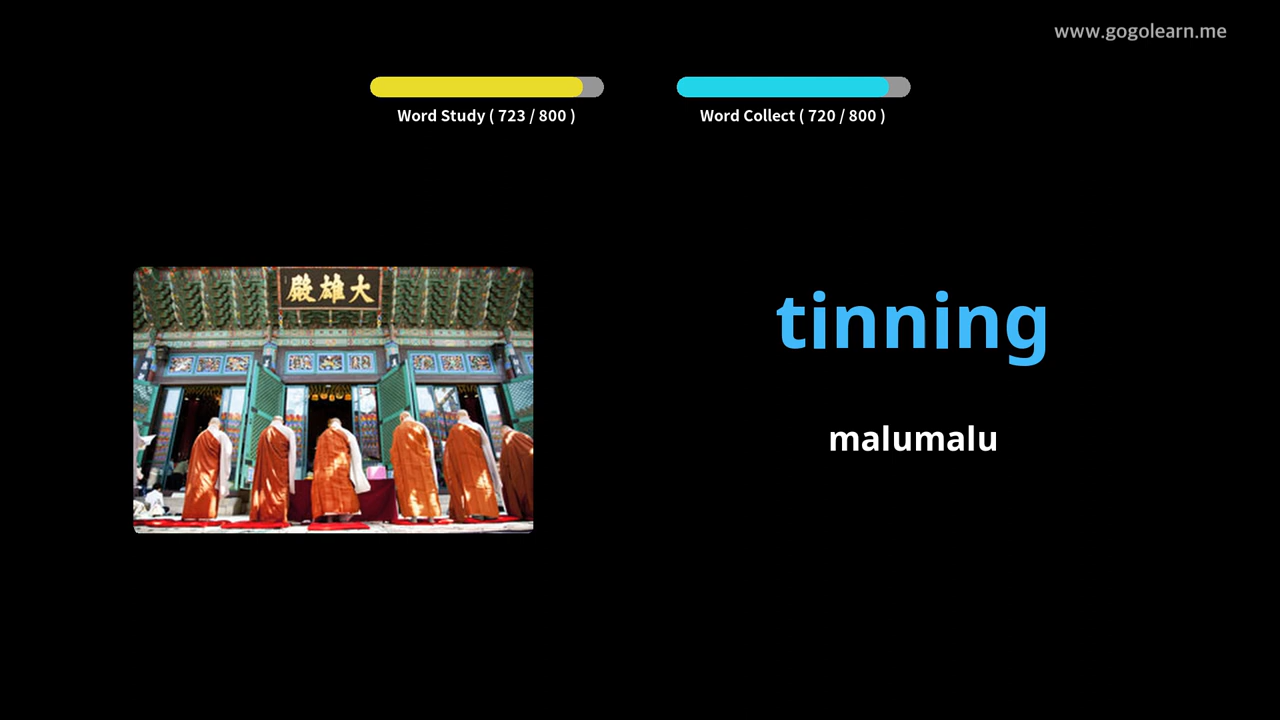 www.gogolearn.me
Word Study ( 723 / 800 )
Word Collect ( 720 / 800 )
殿雄大
tinning
malumalu